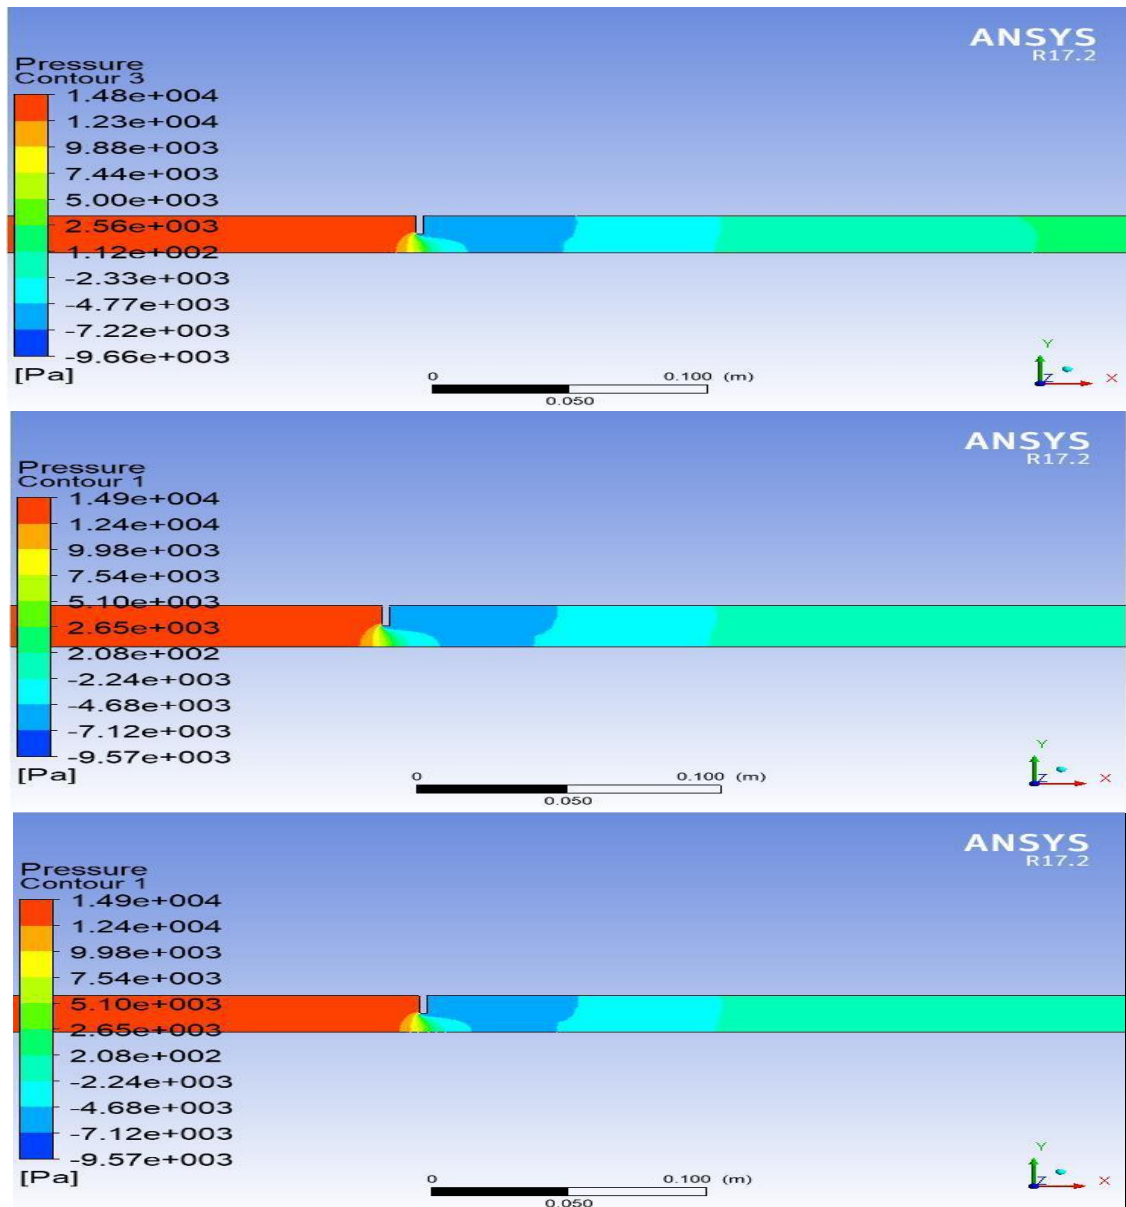 ANSYS
R17.2
Pressure
Contour 3
1.48e+004
1.23e+004
9.88e+003
7.44e+003
5.00e+003
2.56e+003
1.12e+002
-2.33e+003
-4.77e+003
-7.22e+003
-9.66e+003
[Pa]
0 0.100 (m)
0.050
Y
Z X
ANSYS
R17.2
Pressure
Contour 1
1.49e+004
1.24e+004
9.98e+003
7.54e+003
5.10e+003
2.65e+003
2.08e+002
-2.24e+003
-4.68e+003
-7.12e+003
-9.57e+003
[Pa]
0 0.100 (m)
0.050
Y
Z X
ANSYS
R17.2
Pressure
Contour 1
1.49e+004
1.24e+004
9.98e+003
7.54e+003
5.10e+003
2.65e+003
2.08e+002
-2.24e+003
-4.68e+003
-7.12e+003
-9.57e+003
[Pa]
0 0.100 (m)
0.050
Y
Z X